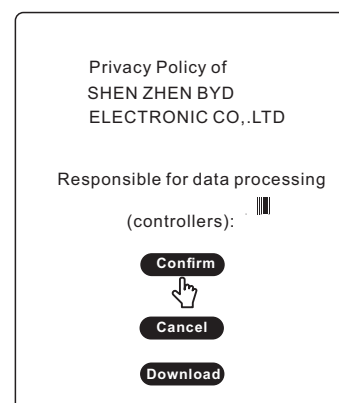 Privacy Policy of
SHEN ZHEN BYD
ELECTRONIC CO,.LTD
Responsible for data processing
(controllers):
Confirm
Cancel
Download